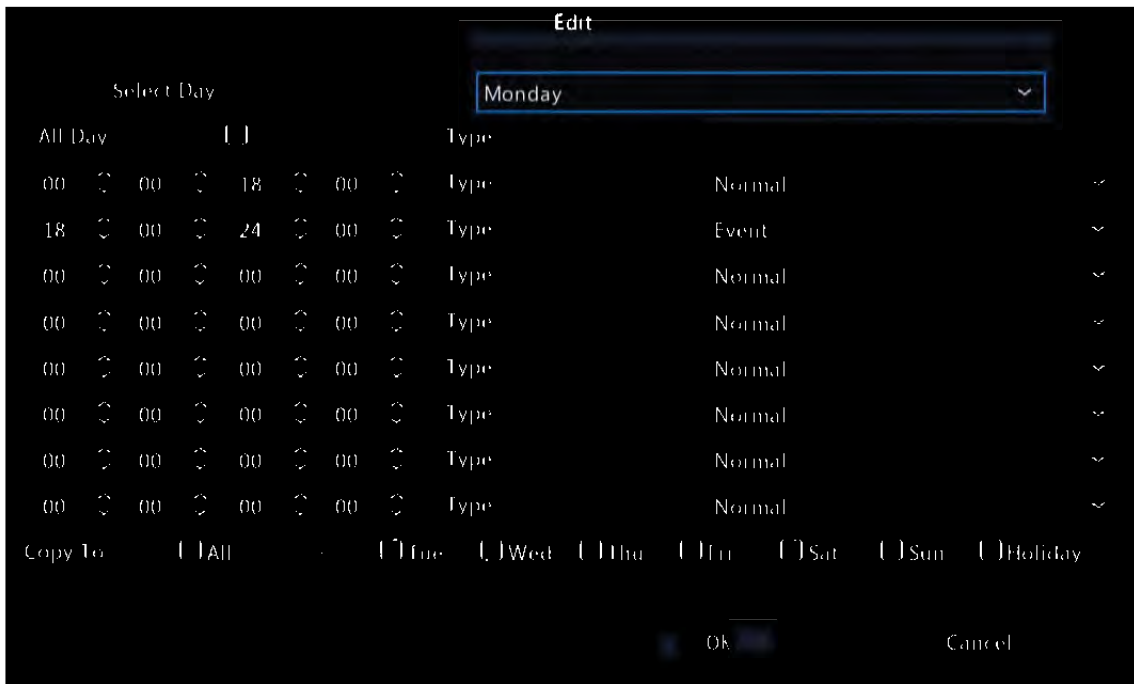 Edit
Select Day Monday
All Day Type
00 00 18 00 Type Normal
18 00 24 00 Type Event
00 00 00 00 Type Normal
00 00 00 00 Type Normal
00 00 00 00 Type Normal
00 00 00 00 Type Normal
00 00 00 00 Type Normal
00 00 00 00 Type Normal
Copy To All Tue Wed Thu Fri Sat Sun Holiday
OK Cancel